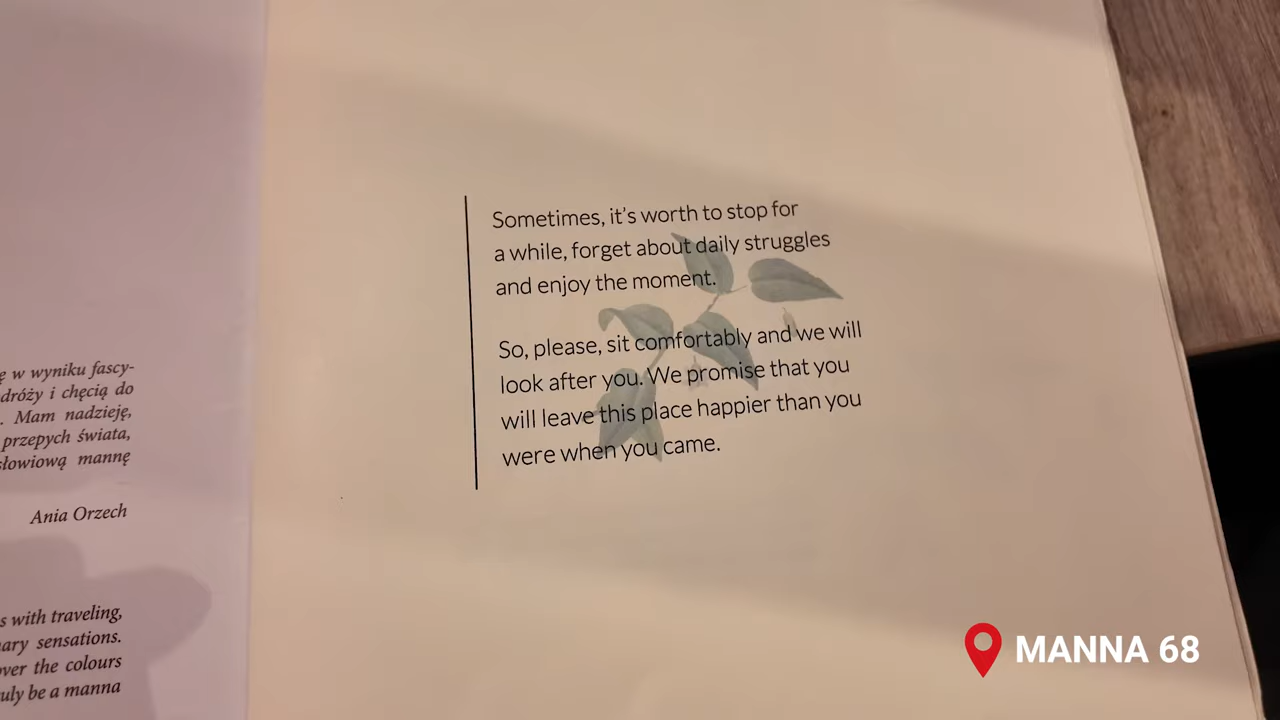 ę w wyniku fascy-
dróży i chęcią do
. Mam nadzieję,
przepych świata,
słowiową mannę
Ania Orzech
s with traveling,
nary sensations.
over the colours
uly be a manna
Sometimes, it's worth to stop for
a while, forget about daily struggles
and enjoy the moment.
So, please, sit comfortably and we will
look after you. We promise that you
will leave this place happier than you
were when you came.
MANNA 68